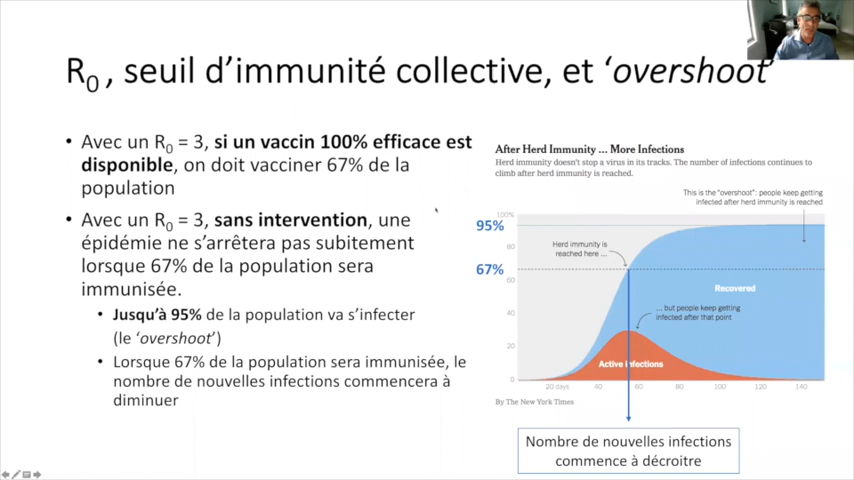 R0 , seuil d’immunité collective, et ‘overshoot’
• Avec un R0 = 3, si un vaccin 100% efficace est
disponible, on doit vacciner 67% de la
population
• Avec un R0 = 3, sans intervention, une
épidémie ne s’arrêtera pas subitement
lorsque 67% de la population sera
immunisée.
• Jusqu’à 95% de la population va s’infecter
(le ‘overshoot’)
• Lorsque 67% de la population sera immunisée, le
nombre de nouvelles infections commencera à
diminuer
After Herd Immunity ... More Infections
Herd immunity doesn’t stop a virus in its tracks. The number of infections continues to
climb after herd immunity is reached.
This is the “overshoot”: people keep getting
infected after herd immunity is reached
100%
95%
80
Herd immunity is
reached here ...
67%
60
Recovered
... but people keep getting
infected after that point
40
20
Active Infections
0
20 days 40 60 80 100 120 140
By The New York Times
Nombre de nouvelles infections
commence à décroitre